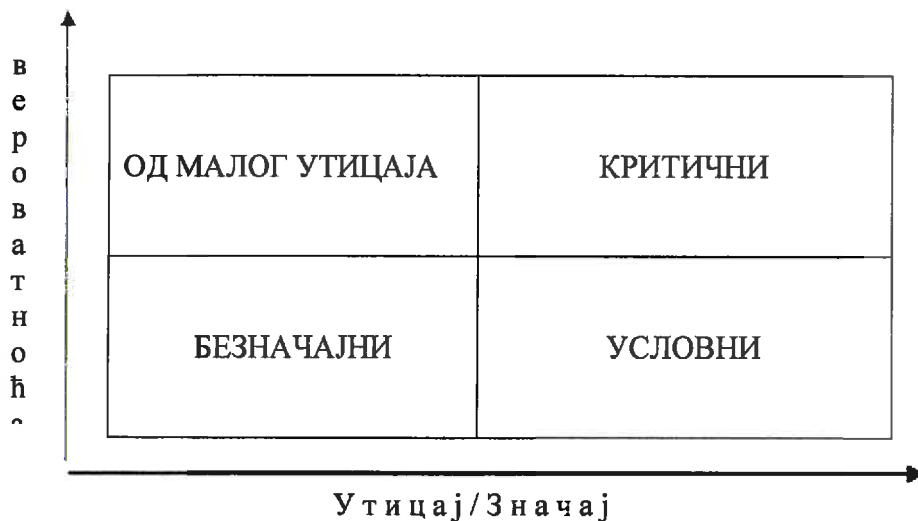 вероватноћ
ОД МАЛОГ УТИЦАЈА
КРИТИЧНИ
БЕЗНАЧАЈНИ
УСЛОВНИ
Утицај/Значај